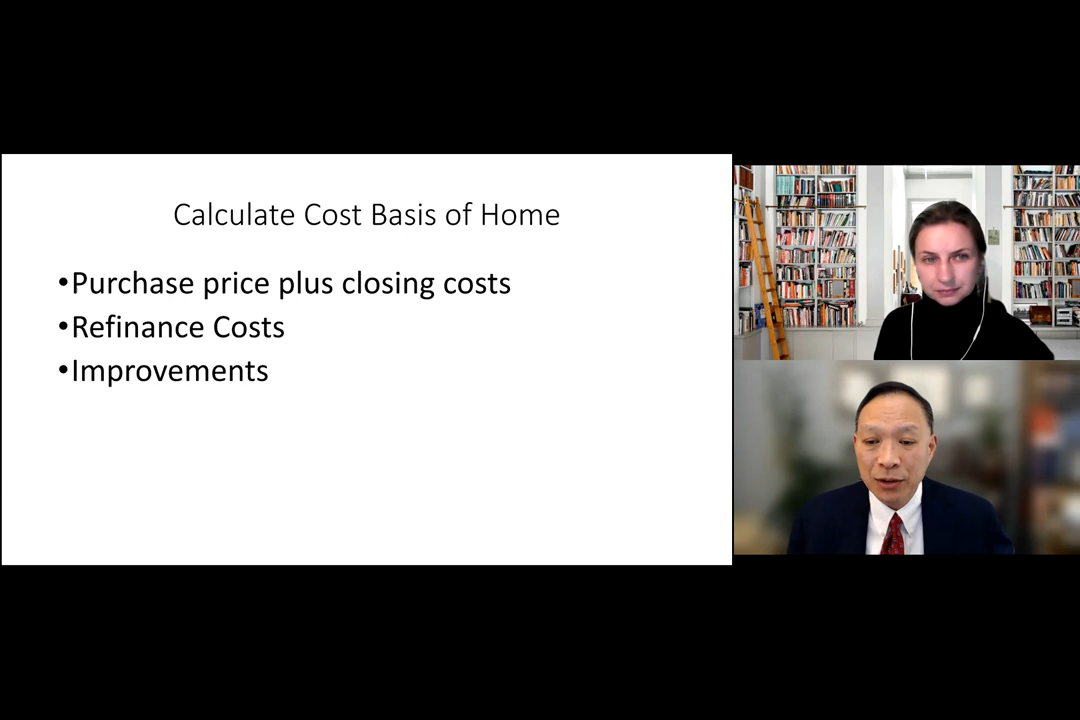 Calculate Cost Basis of Home
•Purchase price plus closing costs
•Refinance Costs
•Improvements